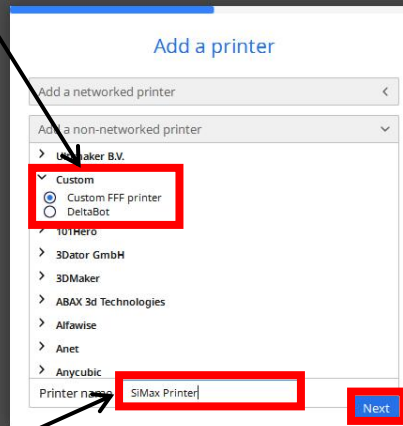 Add a printer
Add a networked printer
Add a non-networked printer
Ultimaker B.V.
Custom
Custom FFF printer
DeltaBot
101Hero
3Dator GmbH
3DMaker
ABAX 3d Technologies
Alfawise
Anet
Anycubic
Printer name SiMax Printer
Next